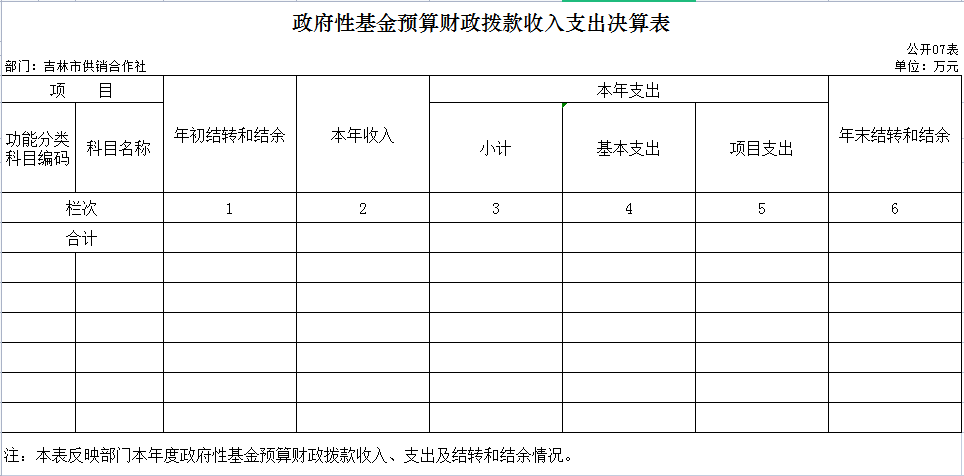 政府性基金预算财政拨款收入支出决算表
公开07表
部门：吉林市供销合作社 单位：万元
项 目 年初结转和结余 本年收入 本年支出 年末结转和结余
功能分类
科目编码 科目名称 小计 基本支出 项目支出
栏次 1 2 3 4 5 6
合计
注：本表反映部门本年度政府性基金预算财政拨款收入、支出及结转和结余情况。